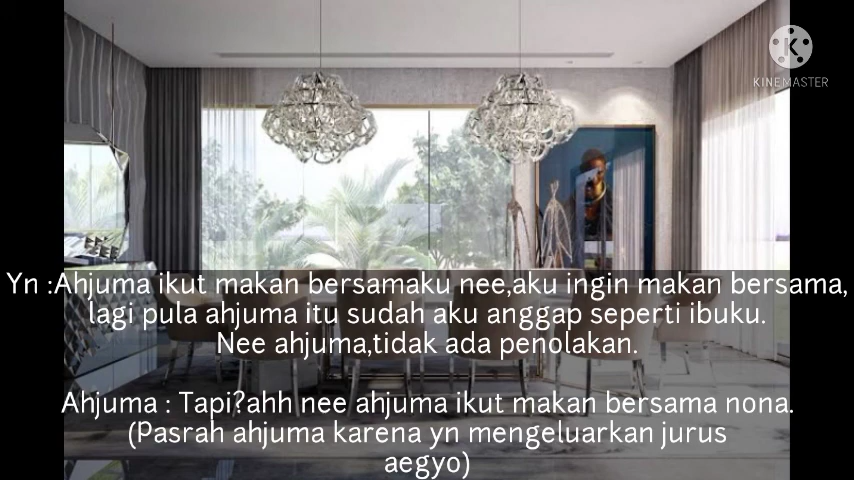 KINEMASTER
Yn :Ahjuma ikut makan bersamaku nee,aku ingin makan bersama,
lagi pula ahjuma itu sudah aku anggap seperti ibuku.
Nee ahjuma,tidak ada penolakan.
Ahjuma : Tapi?ahh nee ahjuma ikut makan bersama nona.
(Pasrah ahjuma karena yn mengeluarkan jurus
aegyo)